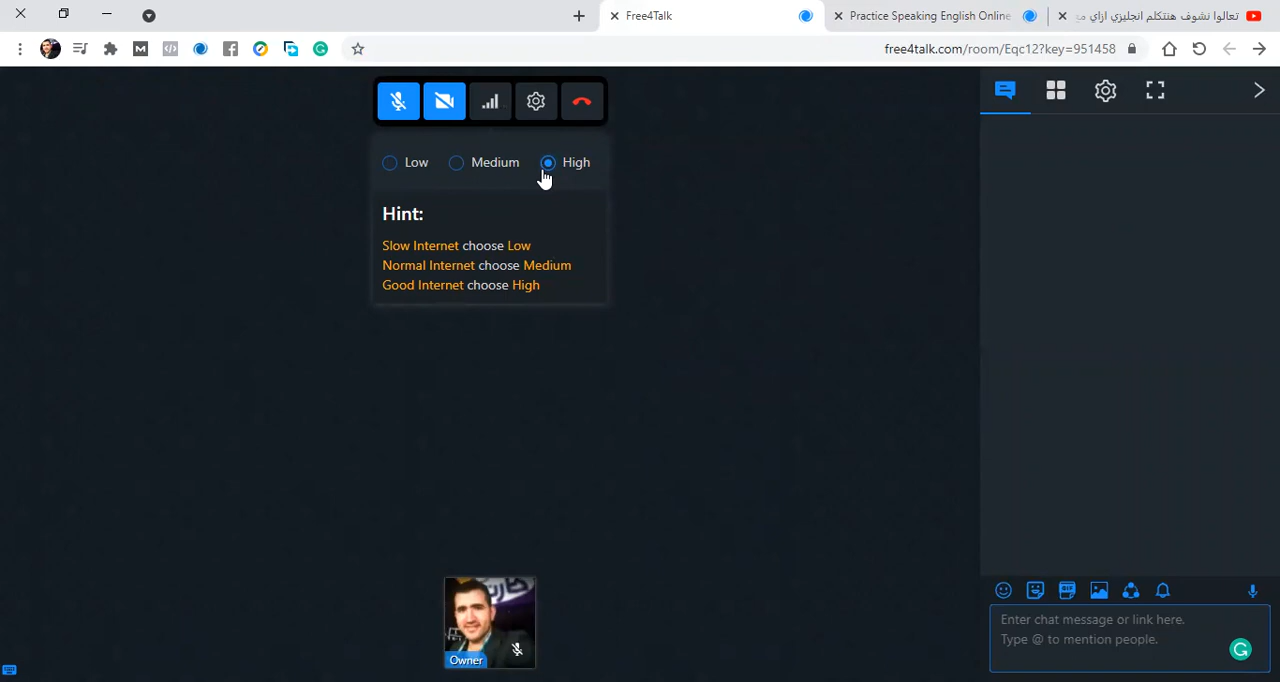 Free4Talk
Practice Speaking English Online
تعالوا نشوف هنتكلم انجليزي ازاي مع
free4talk.com/room/Eqc12?key=951458
Low
Medium
High
Hint:
Slow Internet choose Low
Normal Internet choose Medium
Good Internet choose High
GIF
Enter chat message or link here.
Type @ to mention people.
Owner